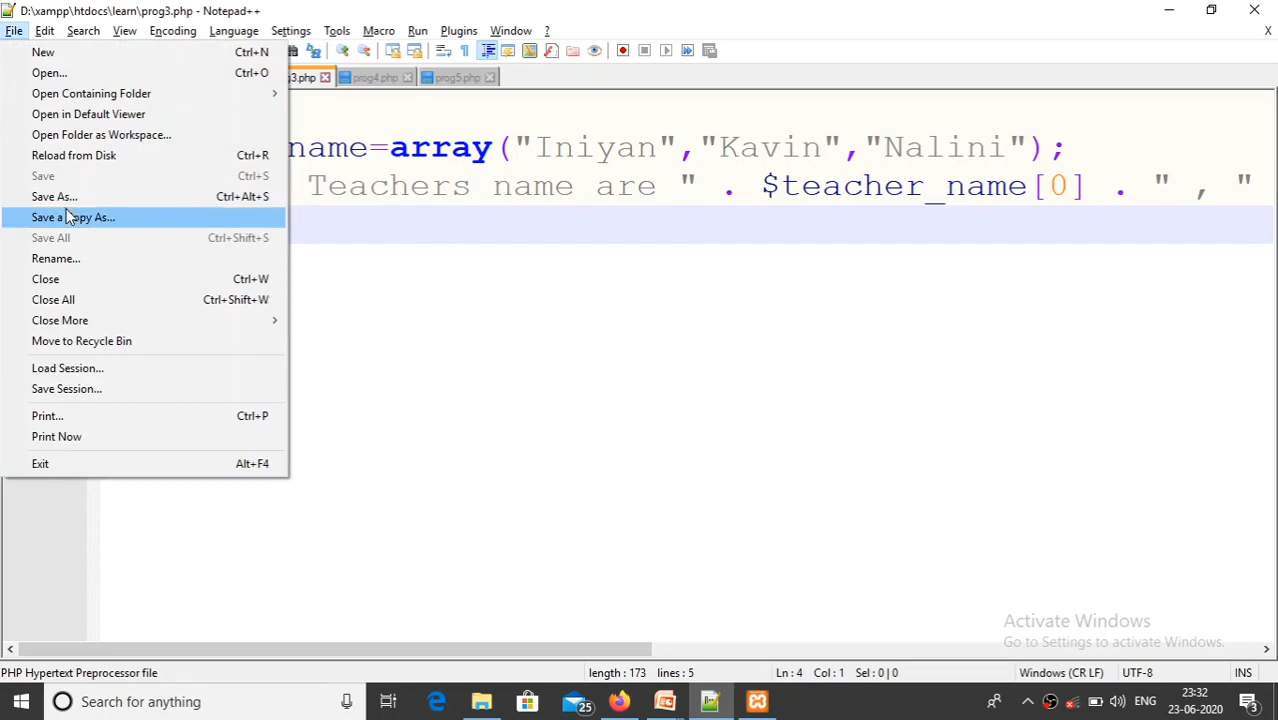 D:\xampp\htdocs\learn\prog3.php - Notepad++
File Edit Search View Encoding Language Settings Tools Macro Run Plugins Window ? X
New Ctrl+N
Open... Ctrl+O
Open Containing Folder
Open in Default Viewer
Open Folder as Workspace...
Reload from Disk Ctrl+R
Save Ctrl+S
Save As... Ctrl+Alt+S
Save a Copy As...
Save All Ctrl+Shift+S
Rename...
Close Ctrl+W
Close All Ctrl+Shift+W
Close More
Move to Recycle Bin
Load Session...
Save Session...
Print... Ctrl+P
Print Now
Exit Alt+F4
g3.php prog4.php prog5.php
name=array("Iniyan","Kavin","Nalini");
Teachers name are " . $teacher_name[0] . " , "
Activate Windows
Go to Settings to activate Windows.
PHP Hypertext Preprocessor file length : 173 lines : 5 Ln : 4 Col : 1 Sel : 0 | 0 Windows (CR LF) UTF-8 INS
Search for anything 25 ENG 23:32 23-06-2020 3